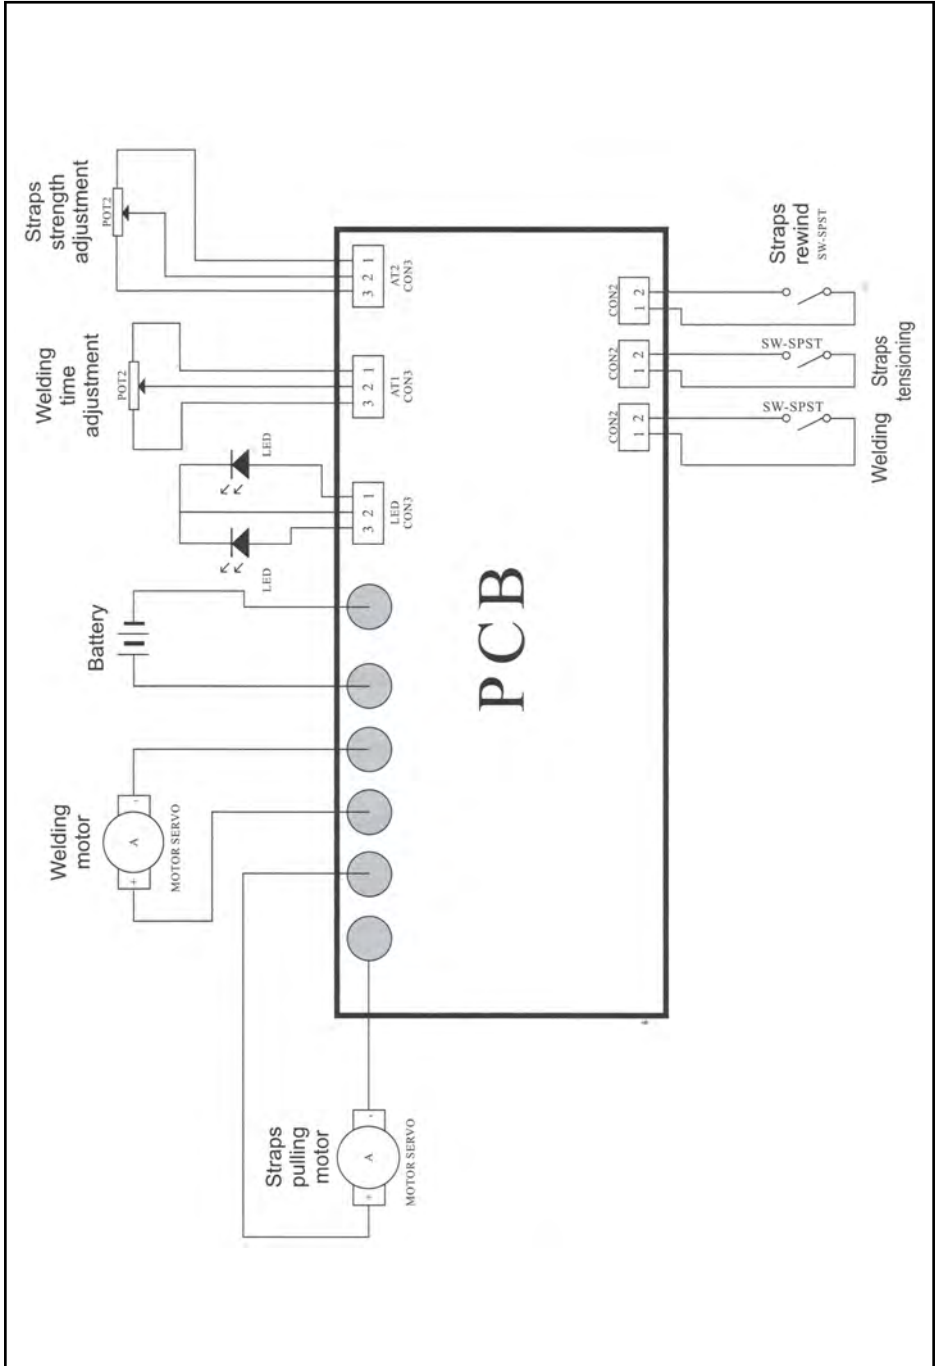 Welding
motor
+ A -
MOTOR SERVO
Battery
LED
LED
Welding
time
adjustment
POT2
Straps
strength
adjustment
POT2
Straps
pulling
motor
+ A -
MOTOR SERVO
3 2 1
LED
CON3
3 2 1
AT1
CON3
3 2 1
AT2
CON3
PCB
CON2
1 2
CON2
1 2
CON2
1 2
SW-SPST
Welding
SW-SPST
Straps
tensioning
Straps
rewind
SW-SPST